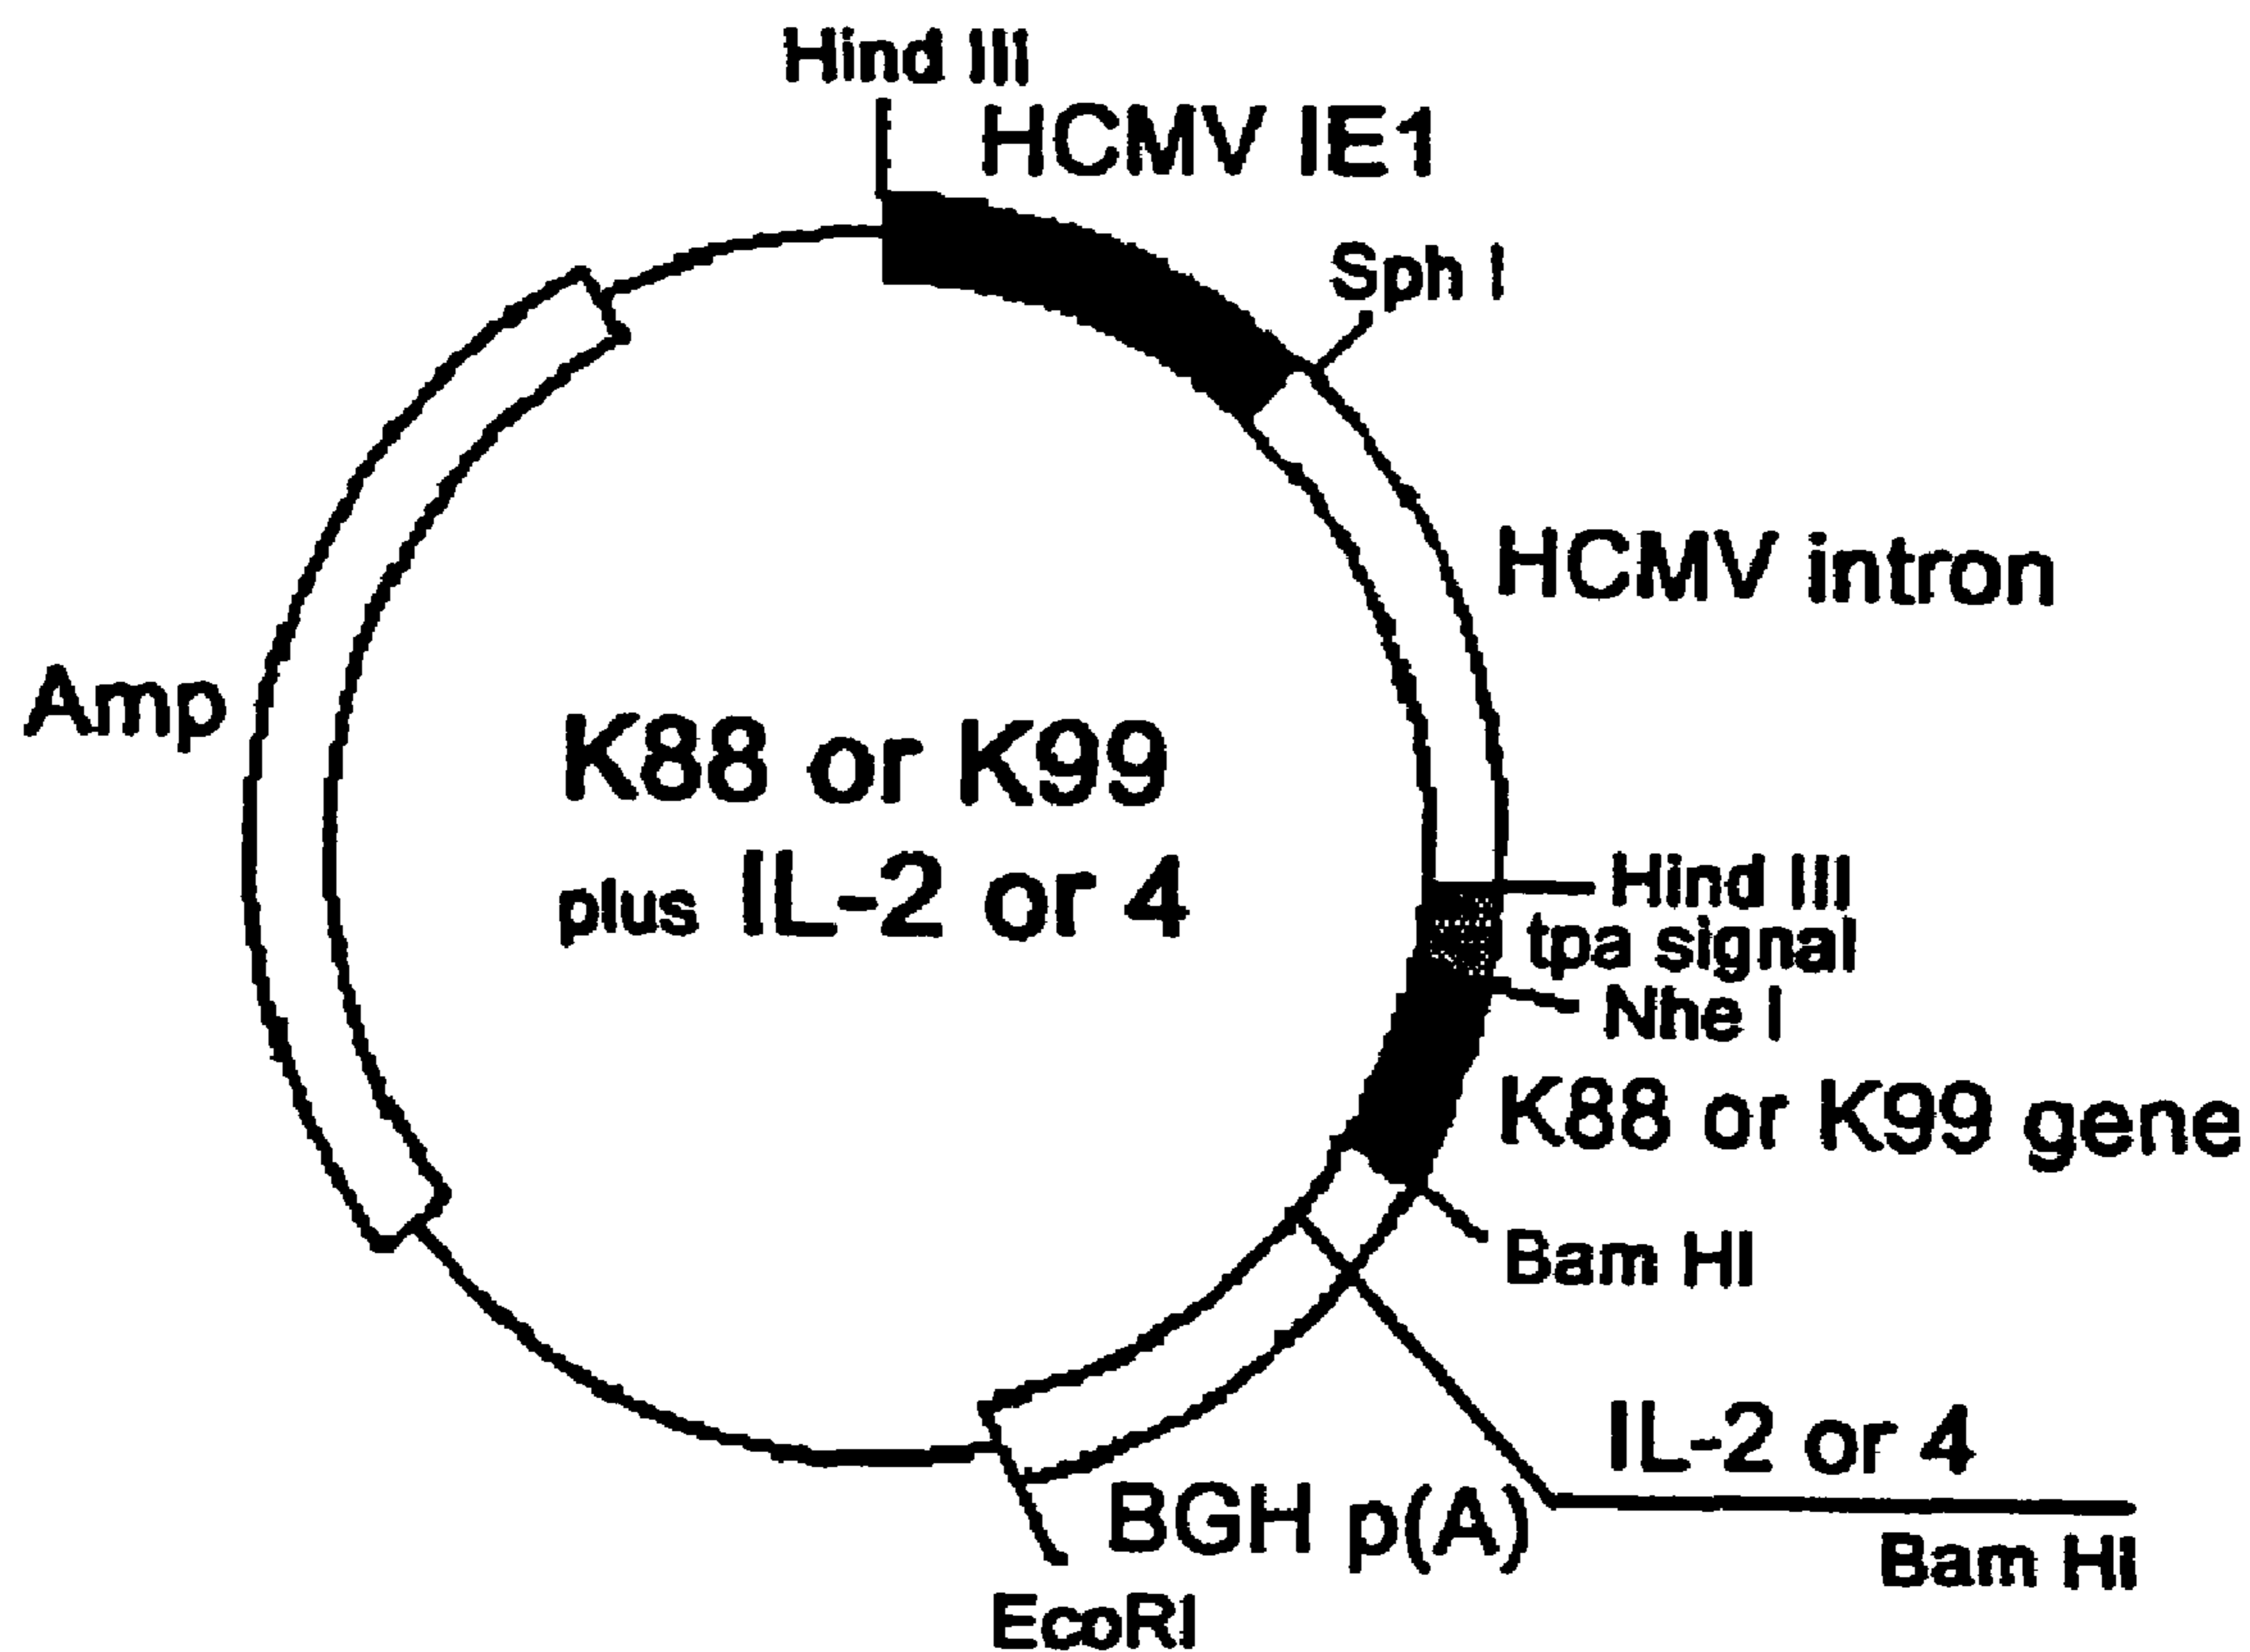 Hind III
HCMV IE1
Sph I
HCMV intron
Amp
K88 or K99
plus IL-2 or 4
Hind III
tpa signal
Nhe I
K88 or K99 gene
Bam HI
IL-2 or 4
BGH p(A)
Bam Hi
EcoRI